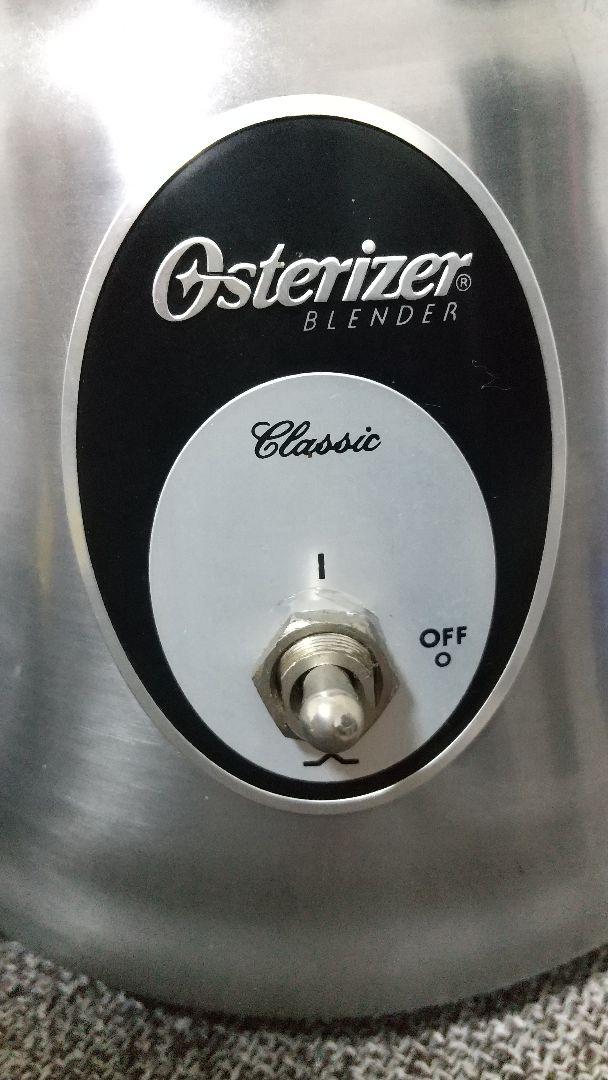 Osterizer®
BLENDER
Classic
I
OFF
O